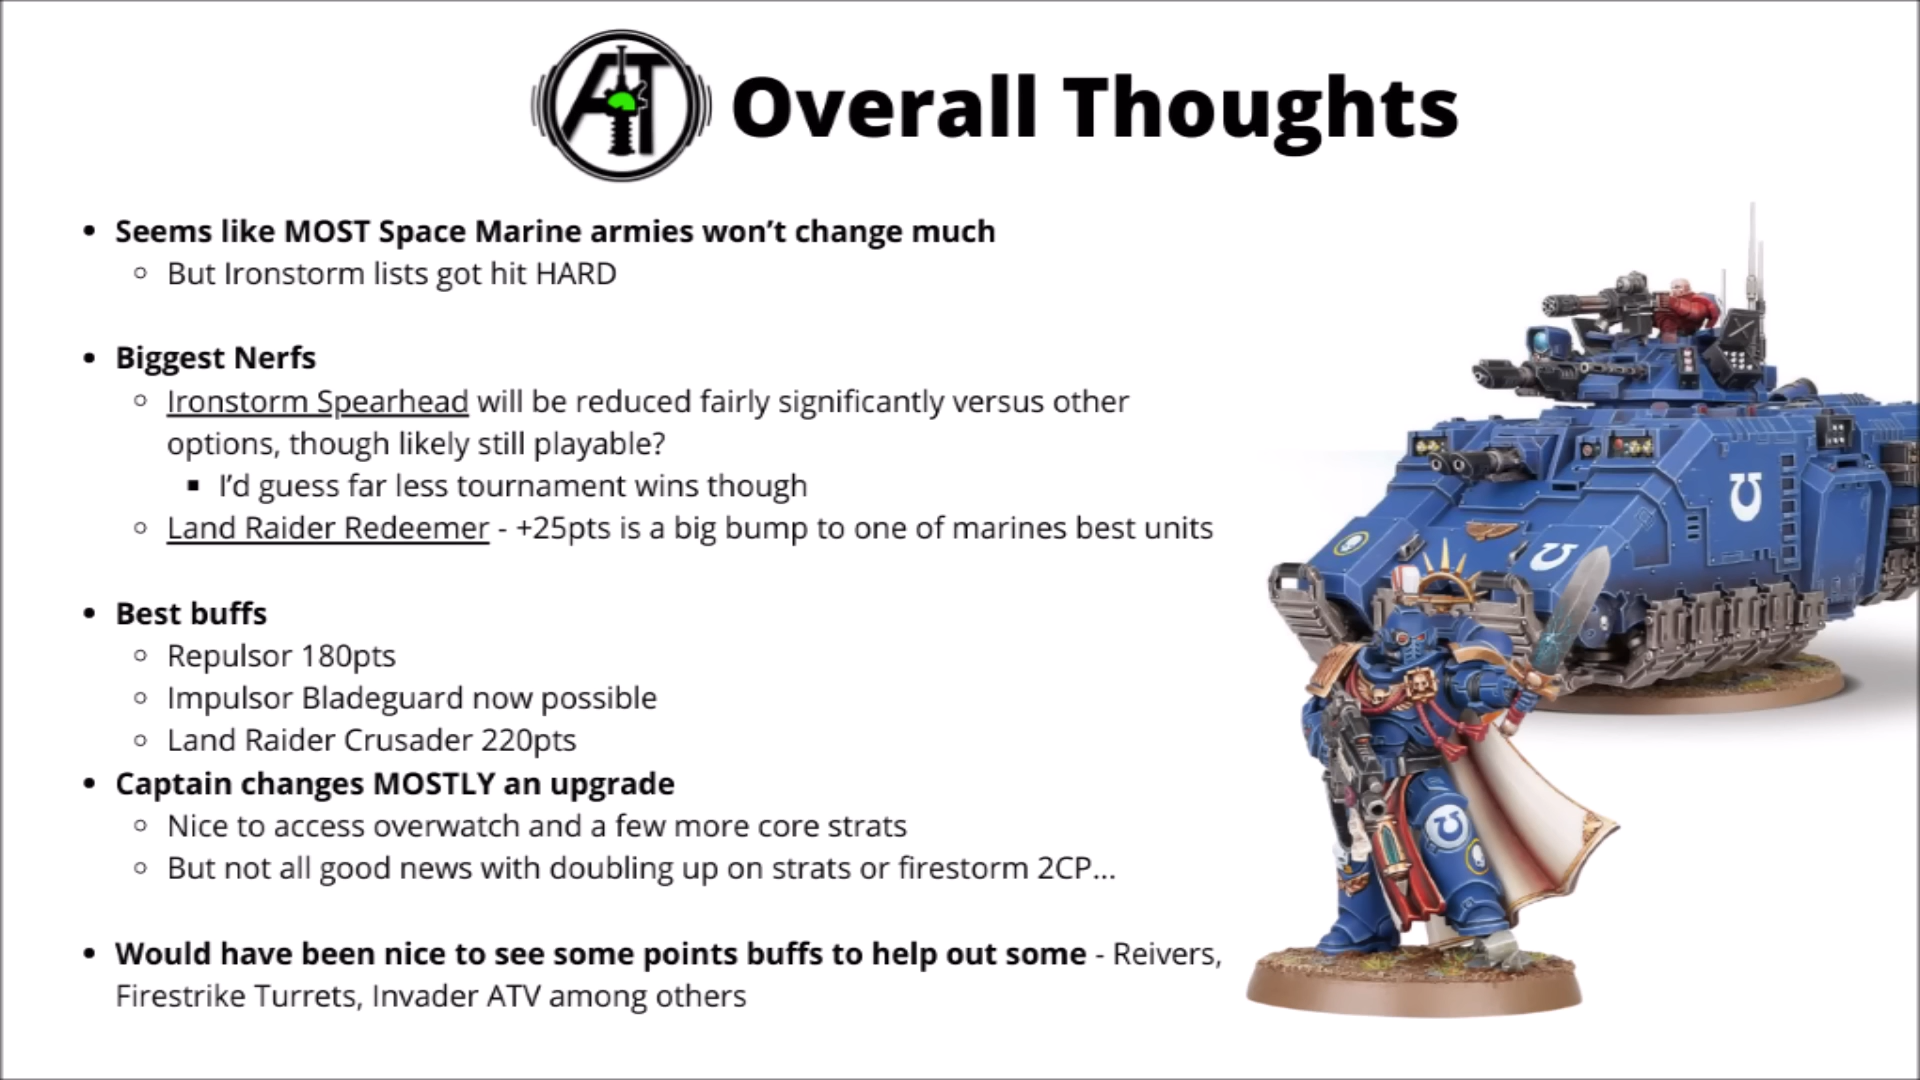 AT Overall Thoughts
• Seems like MOST Space Marine armies won’t change much
◦ But Ironstorm lists got hit HARD
• Biggest Nerfs
◦ Ironstorm Spearhead will be reduced fairly significantly versus other
options, though likely still playable?
▪ I’d guess far less tournament wins though
◦ Land Raider Redeemer - +25pts is a big bump to one of marines best units
• Best buffs
◦ Repulsor 180pts
◦ Impulsor Bladeguard now possible
◦ Land Raider Crusader 220pts
• Captain changes MOSTLY an upgrade
◦ Nice to access overwatch and a few more core strats
◦ But not all good news with doubling up on strats or firestorm 2CP...
• Would have been nice to see some points buffs to help out some - Reivers,
Firestrike Turrets, Invader ATV among others